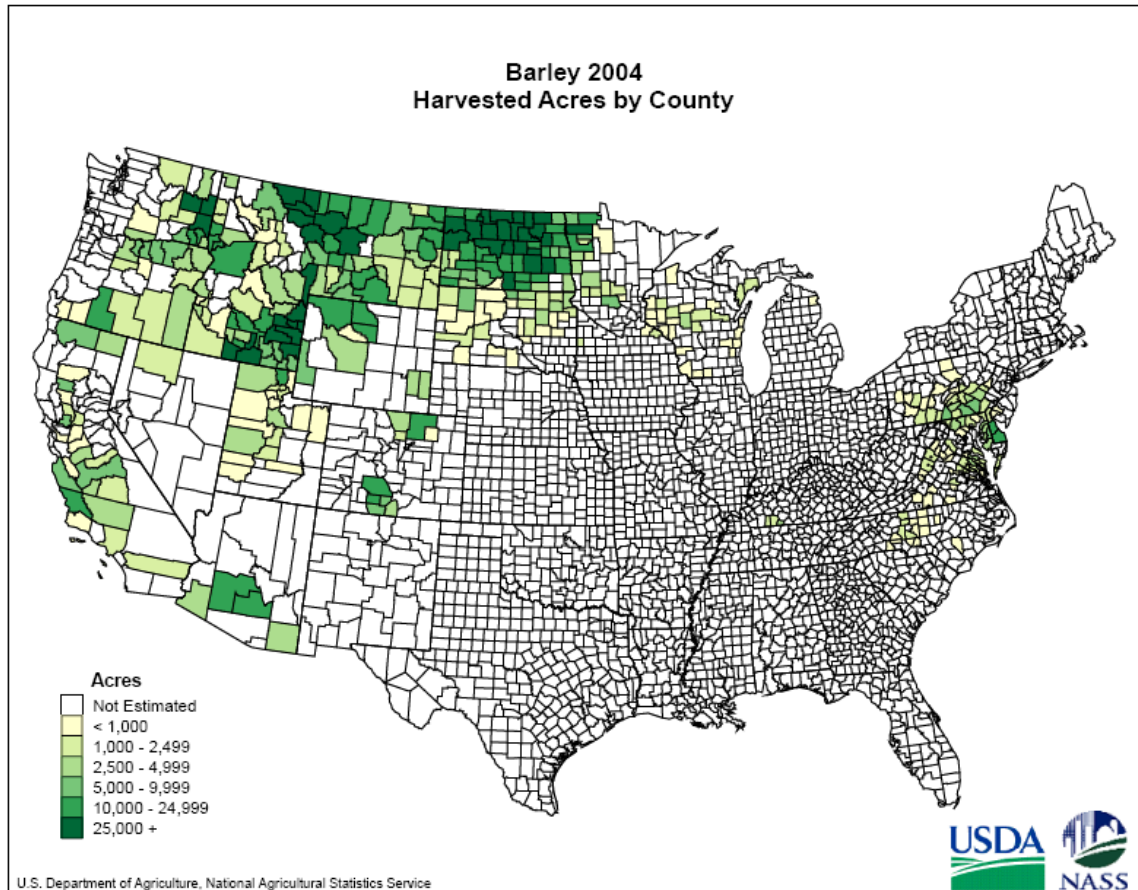 Barley 2004
Harvested Acres by County
Acres
Not Estimated
< 1,000
1,000 - 2,499
2,500 - 4,999
5,000 - 9,999
10,000 - 24,999
25,000 +
USDA
NASS
U.S. Department of Agriculture, National Agricultural Statistics Service